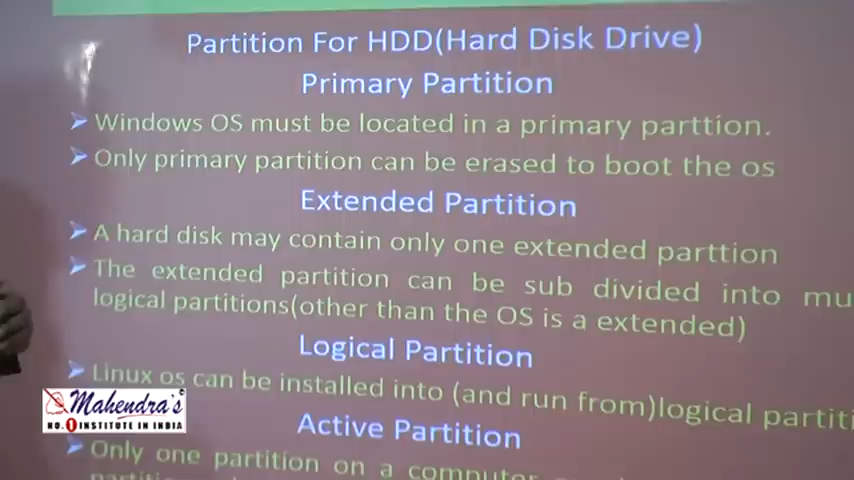 Partition For HDD(Hard Disk Drive)
Primary Partition
Windows OS must be located in a primary parttion.
Only primary partition can be erased to boot the os
Extended Partition
A hard disk may contain only one extended parttion
The extended partition can be sub divided into mu
logical partitions(other than the OS is a extended)
Logical Partition
Linux os can be installed into (and run from)logical partiti
Active Partition
Only one partition on a computer
Mahendra's
NO.1 INSTITUTE IN INDIA